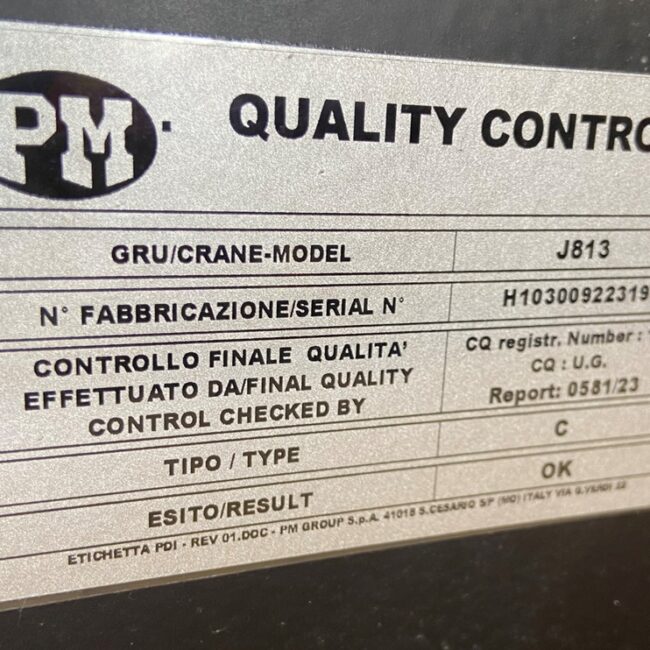 PM.
QUALITY CONTRO
GRU/CRANE-MODEL J813
N° FABBRICAZIONE/SERIAL N° H10300922319
CONTROLLO FINALE QUALITA'
EFFETTUATO DA/FINAL QUALITY
CONTROL CHECKED BY
CQ registr. Number :
CQ : U.G.
Report: 0581/23
TIPO / TYPE C
ESITO/RESULT OK
ETICHETTA PDI - REV 01.DOC - PM GROUP S.p.A. 41018 S.CESARIO S/P (MO) ITALY VIA G.VERDI 22